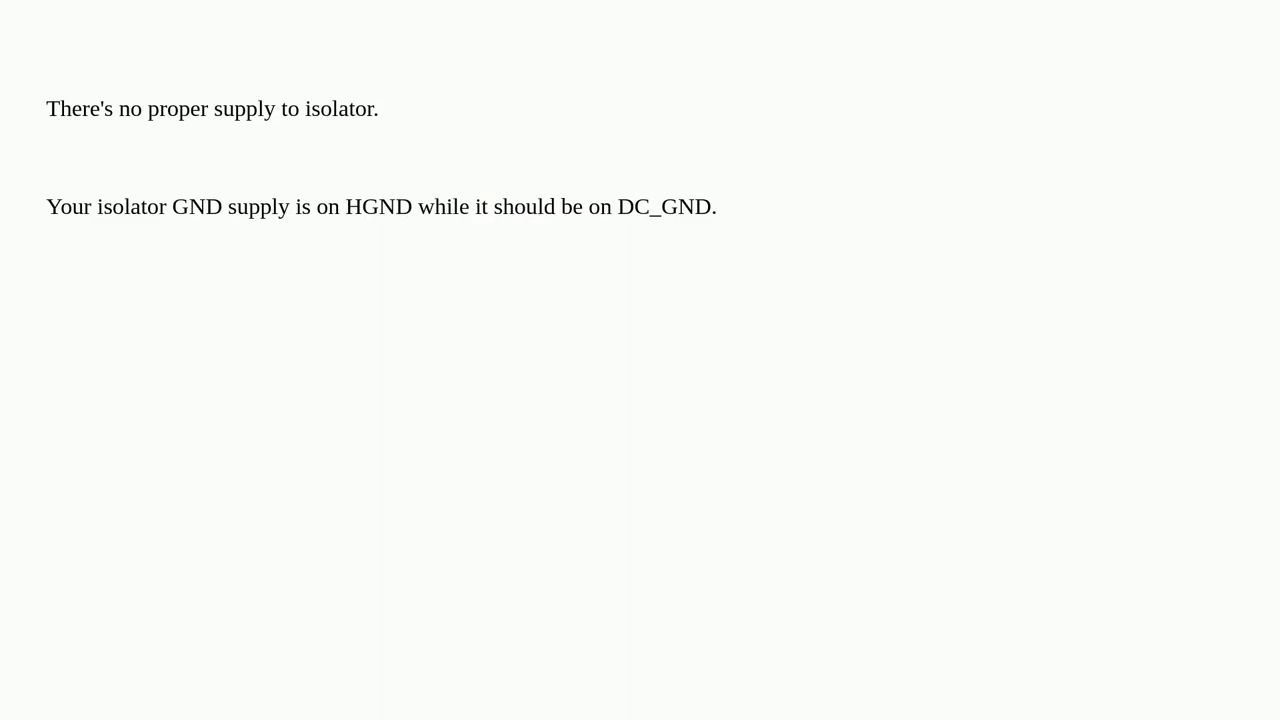 There's no proper supply to isolator.
Your isolator GND supply is on HGND while it should be on DC_GND.